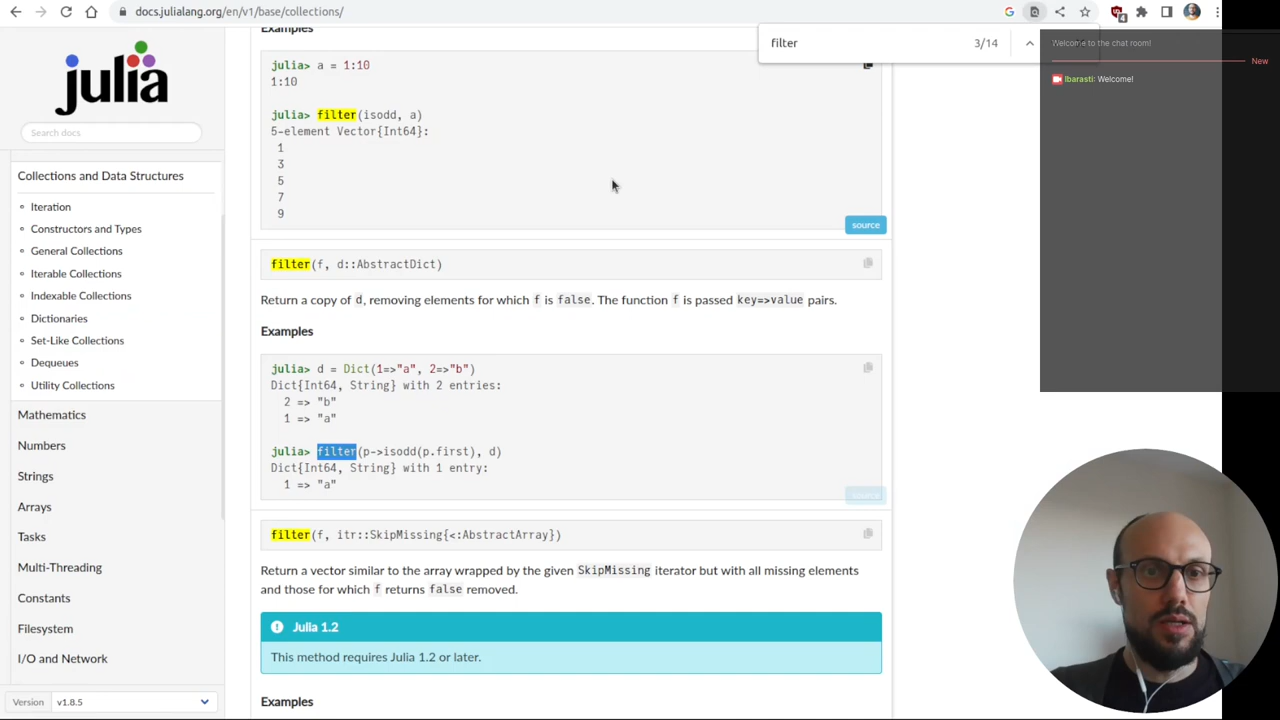 docs.julialang.org/en/v1/base/collections/
filter
3/14
4
Welcome to the chat room!
New
lbarasti: Welcome!
julia
Search docs
Collections and Data Structures
Iteration
Constructors and Types
General Collections
Iterable Collections
Indexable Collections
Dictionaries
Set-Like Collections
Dequeues
Utility Collections
Mathematics
Numbers
Strings
Arrays
Tasks
Multi-Threading
Constants
Filesystem
I/O and Network
Version
v1.8.5
Examples
julia> a = 1:10
1:10
julia> filter(isodd, a)
5-element Vector{Int64}:
1
3
5
7
9
source
filter(f, d::AbstractDict)
Return a copy of d, removing elements for which f is false. The function f is passed key=>value pairs.
Examples
julia> d = Dict(1=>"a", 2=>"b")
Dict{Int64, String} with 2 entries:
2 => "b"
1 => "a"
julia> filter(p->isodd(p.first), d)
Dict{Int64, String} with 1 entry:
1 => "a"
source
filter(f, itr::SkipMissing{<:AbstractArray})
Return a vector similar to the array wrapped by the given SkipMissing iterator but with all missing elements
and those for which f returns false removed.
Julia 1.2
This method requires Julia 1.2 or later.
Examples